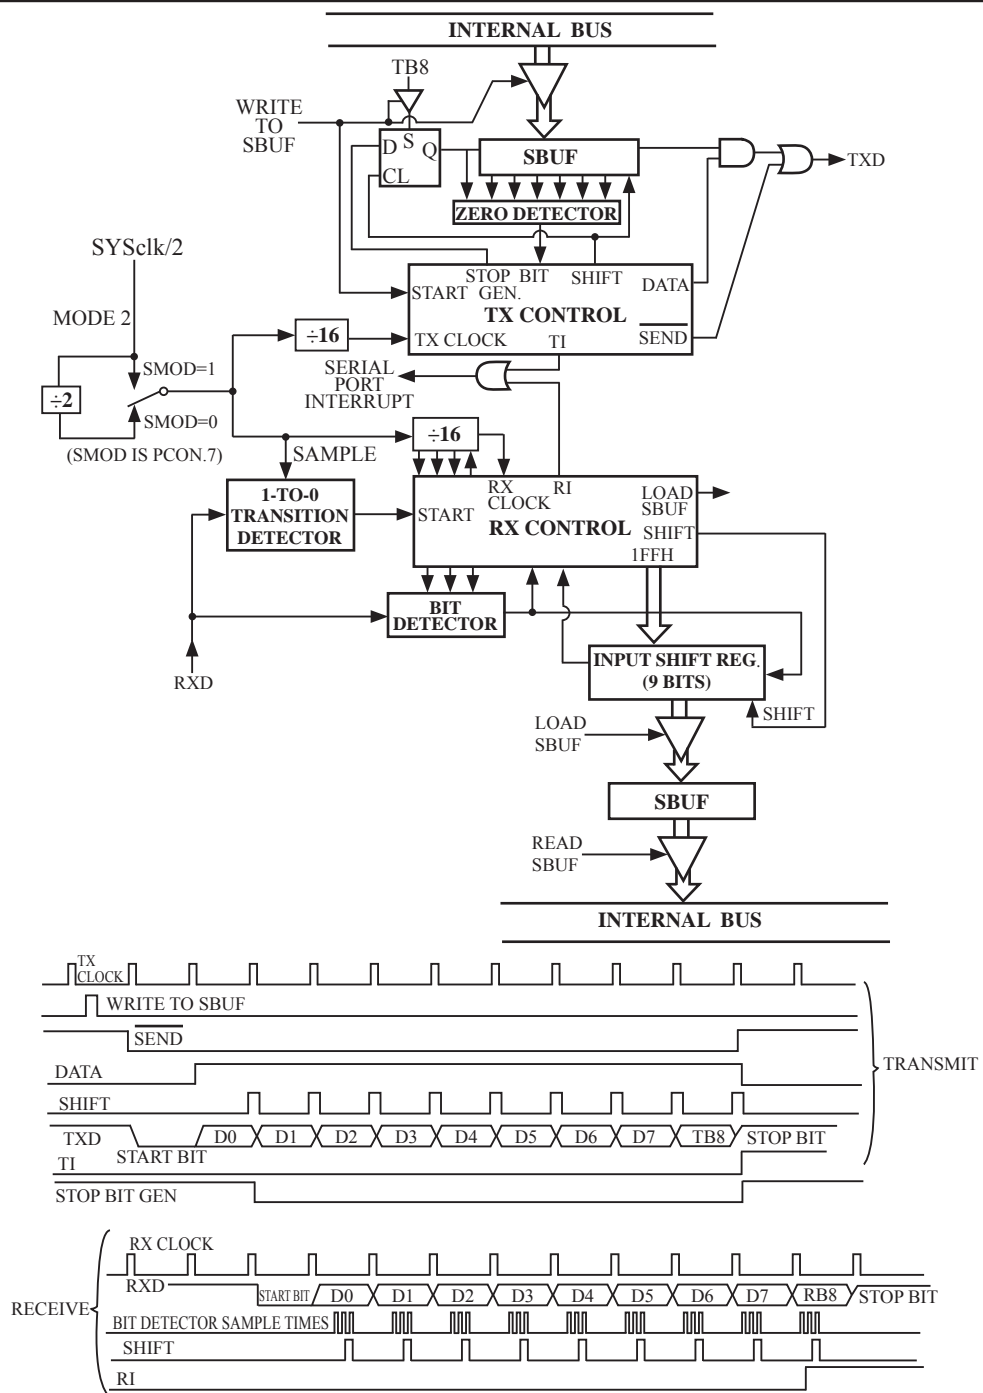 INTERNAL BUS
TB8
WRITE
TO
SBUF
D S Q
CL
SBUF
TXD
ZERO DETECTOR
SYSclk/2
STOP BIT SHIFT
GEN.
START
DATA
TX CONTROL
MODE 2
÷16
TX CLOCK TI SEND
SMOD=1
SERIAL
PORT
INTERRUPT
÷2
SMOD=0
(SMOD IS PCON.7)
SAMPLE
÷16
1-TO-0
TRANSITION
DETECTOR
RX
CLOCK
RI
LOAD
SBUF
START
RX CONTROL
SHIFT
1FFH
BIT
DETECTOR
RXD
INPUT SHIFT REG.
(9 BITS)
SHIFT
LOAD
SBUF
SBUF
READ
SBUF
INTERNAL BUS
TX
CLOCK
WRITE TO SBUF
SEND
DATA
TRANSMIT
SHIFT
TXD D0 D1 D2 D3 D4 D5 D6 D7 TB8 STOP BIT
START BIT
TI
STOP BIT GEN
RX CLOCK
RXD START BIT D0 D1 D2 D3 D4 D5 D6 D7 RB8 STOP BIT
RECEIVE
BIT DETECTOR SAMPLE TIMES
SHIFT
RI